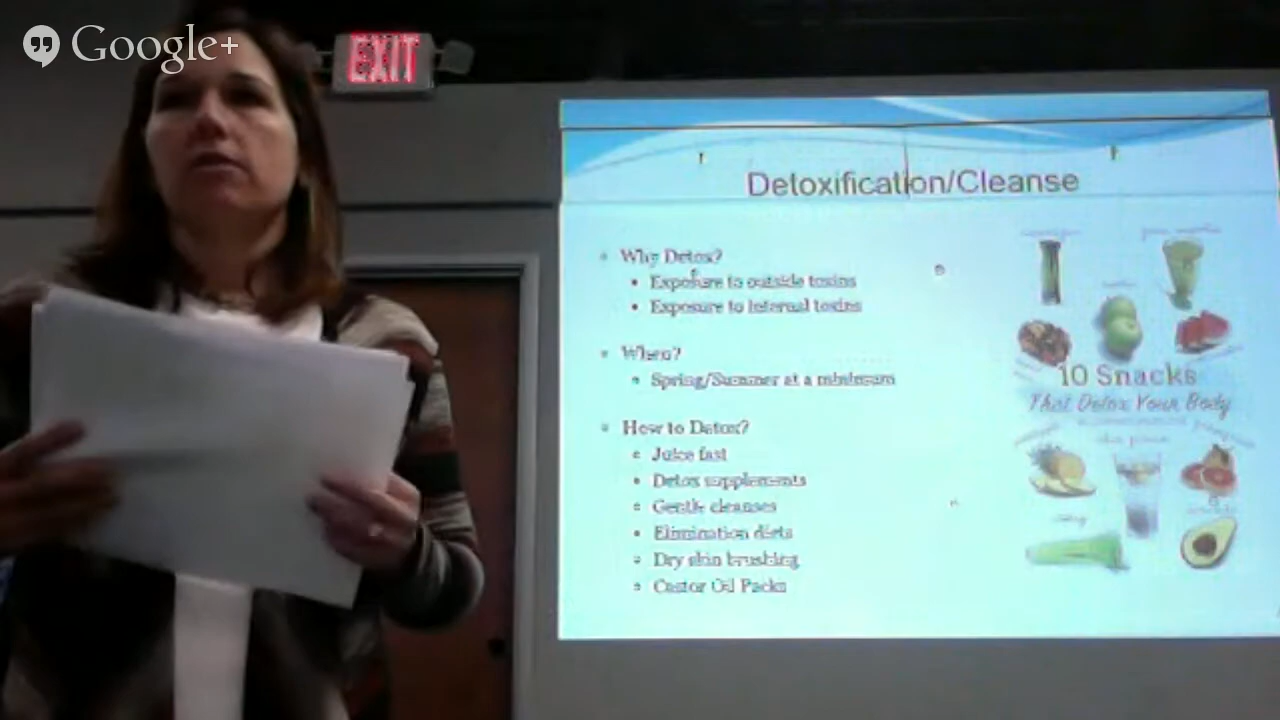 Google+
EXIT
Detoxification/Cleanse
Why Detox?
Exposure to outside toxins
Exposure to internal toxins
When?
Spring/Summer at a minimum
How to Detox?
Juice fast
Detox supplements
Gentle cleanses
Elimination diets
Dry skin brushing
Castor Oil Packs
10 Snacks
That Detox Your Body